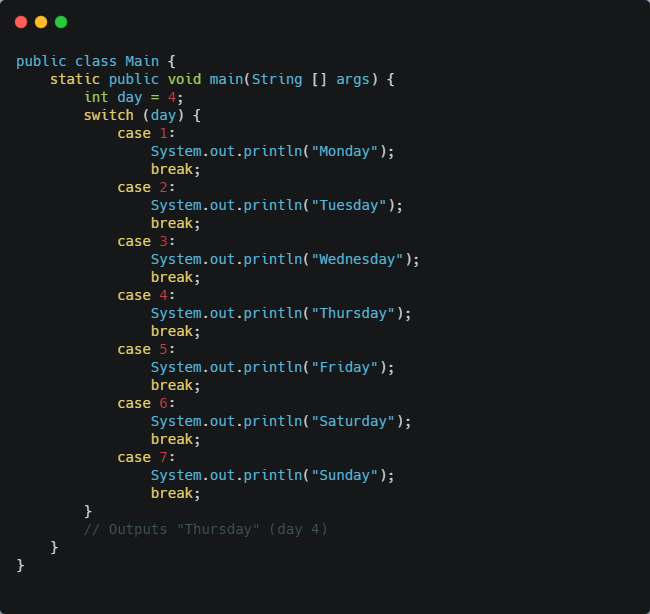 public class Main {
    static public void main(String [] args) {
        int day = 4;
        switch (day) {
            case 1:
                System.out.println("Monday");
                break;
            case 2:
                System.out.println("Tuesday");
                break;
            case 3:
                System.out.println("Wednesday");
                break;
            case 4:
                System.out.println("Thursday");
                break;
            case 5:
                System.out.println("Friday");
                break;
            case 6:
                System.out.println("Saturday");
                break;
            case 7:
                System.out.println("Sunday");
                break;
        }
        // Outputs "Thursday" (day 4)
    }
}